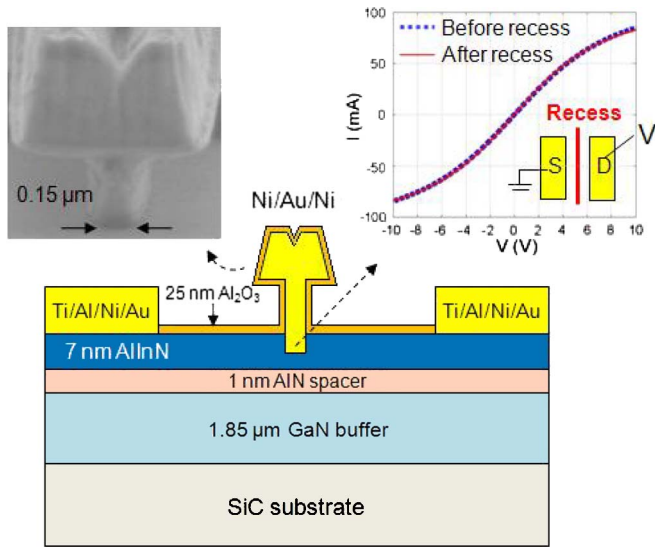 0.15 µm
100
50
0
-50
-100
I (mA)
Before recess
After recess
Recess
S
D
V
-10 -8 -6 -4 -2 0 2 4 6 8 10
V (V)
Ni/Au/Ni
25 nm Al₂O₃
Ti/Al/Ni/Au
Ti/Al/Ni/Au
7 nm AlInN
1 nm AlN spacer
1.85 µm GaN buffer
SiC substrate